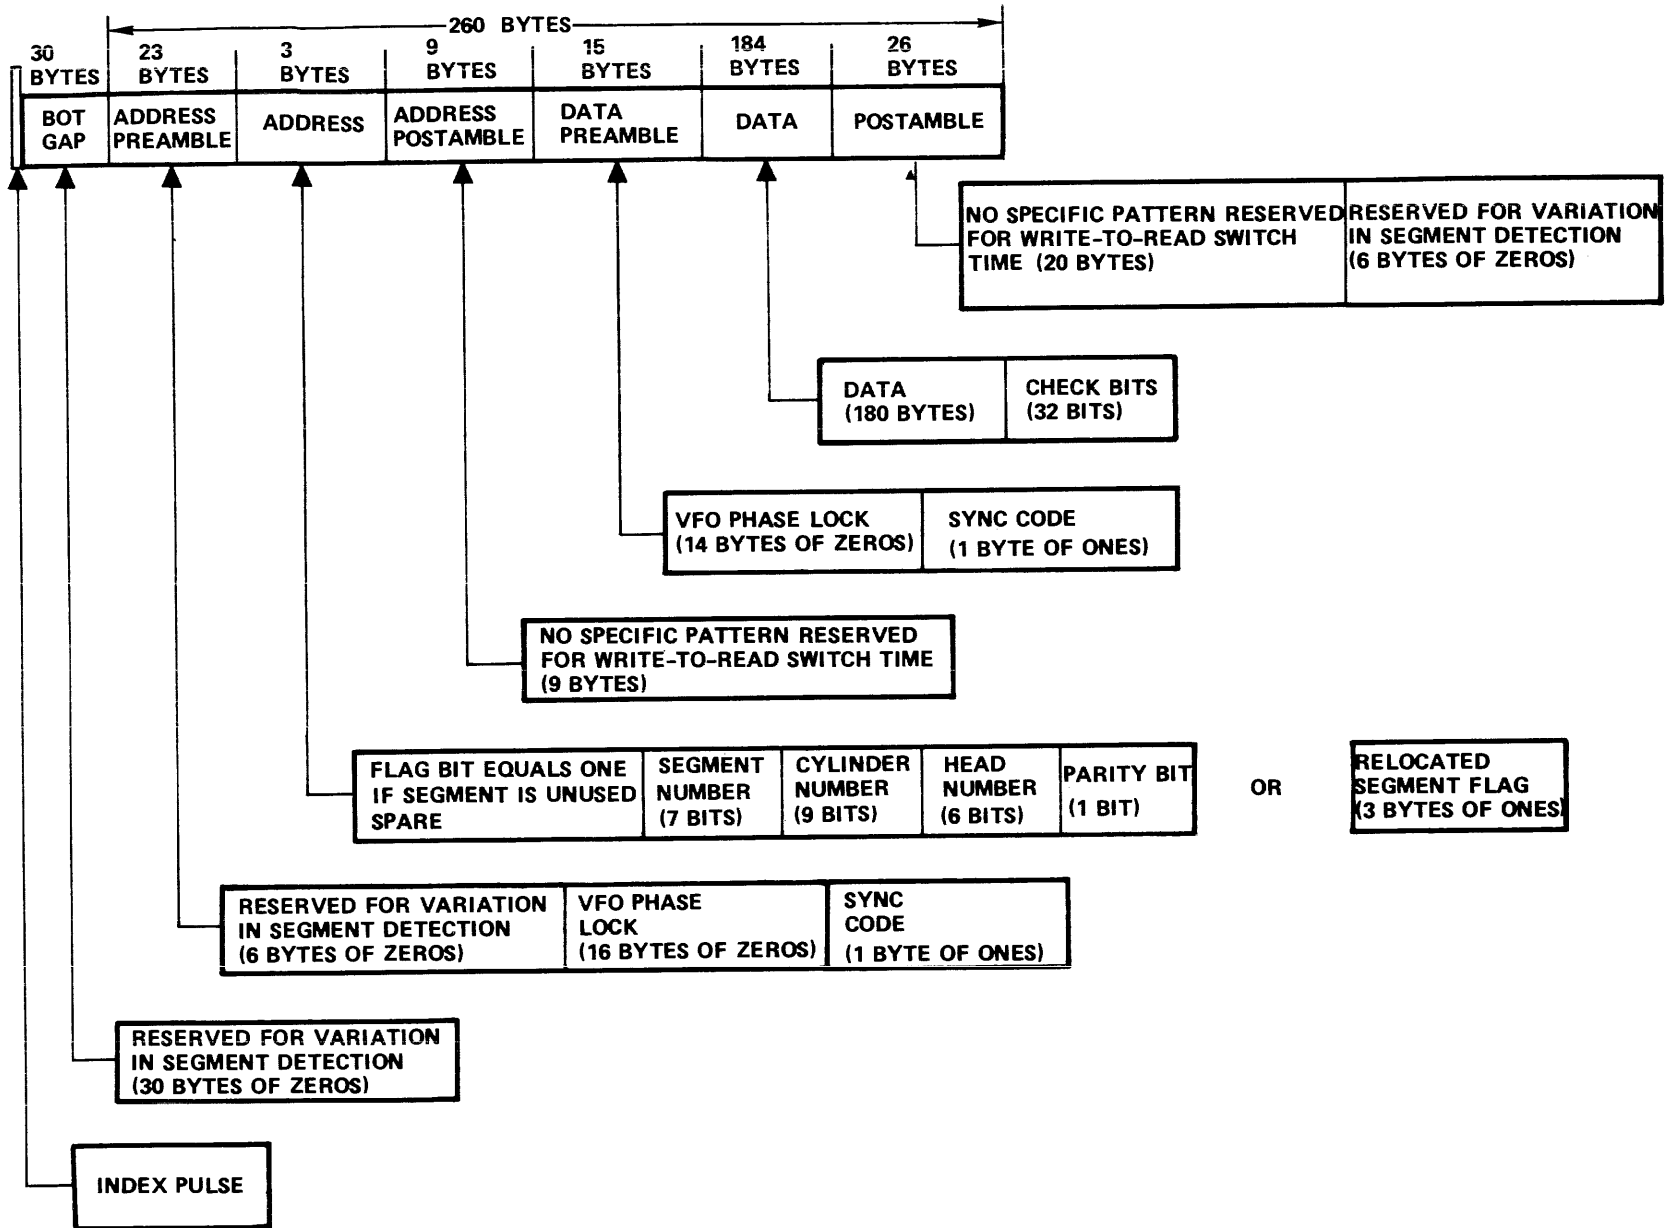 260 BYTES
30 BYTES
23 BYTES
3 BYTES
9 BYTES
15 BYTES
184 BYTES
26 BYTES
BOT GAP
ADDRESS PREAMBLE
ADDRESS
ADDRESS POSTAMBLE
DATA PREAMBLE
DATA
POSTAMBLE
NO SPECIFIC PATTERN RESERVED
FOR WRITE-TO-READ SWITCH
TIME (20 BYTES)
RESERVED FOR VARIATION
IN SEGMENT DETECTION
(6 BYTES OF ZEROS)
DATA
(180 BYTES)
CHECK BITS
(32 BITS)
VFO PHASE LOCK
(14 BYTES OF ZEROS)
SYNC CODE
(1 BYTE OF ONES)
NO SPECIFIC PATTERN RESERVED
FOR WRITE-TO-READ SWITCH TIME
(9 BYTES)
FLAG BIT EQUALS ONE
IF SEGMENT IS UNUSED
SPARE
SEGMENT
NUMBER
(7 BITS)
CYLINDER
NUMBER
(9 BITS)
HEAD
NUMBER
(6 BITS)
PARITY BIT
(1 BIT)
OR
RELOCATED
SEGMENT FLAG
(3 BYTES OF ONES)
RESERVED FOR VARIATION
IN SEGMENT DETECTION
(6 BYTES OF ZEROS)
VFO PHASE
LOCK
(16 BYTES OF ZEROS)
SYNC
CODE
(1 BYTE OF ONES)
RESERVED FOR VARIATION
IN SEGMENT DETECTION
(30 BYTES OF ZEROS)
INDEX PULSE